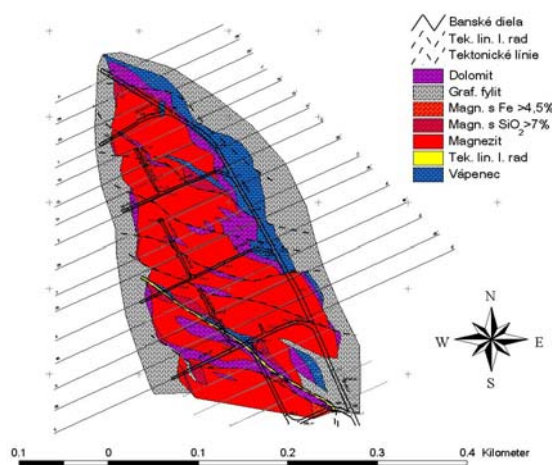 Banské diela
Tek. lin. I. rad
Tektonické línie
Dolomit
Graf. fylit
Magn. s Fe >4,5%
Magn. s SiO2>7%
Magnezit
Tek. lin. I. rad
Vápenec
N
W E
S
0,1 0 0,1 0,2 0,3 0,4 Kilometer